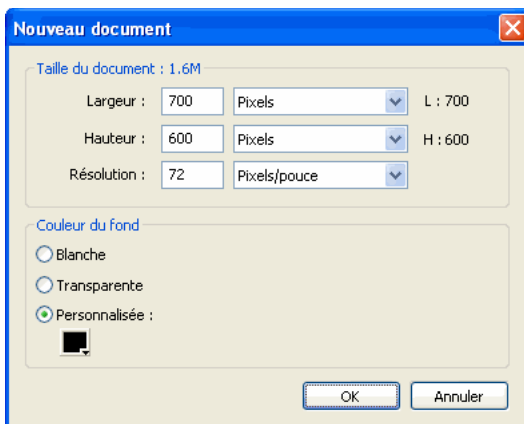 Nouveau document
Taille du document : 1.6M
Largeur : 700 Pixels L : 700
Hauteur : 600 Pixels H : 600
Résolution : 72 Pixels/pouce
Couleur du fond
Blanche
Transparente
Personnalisée :
OK Annuler